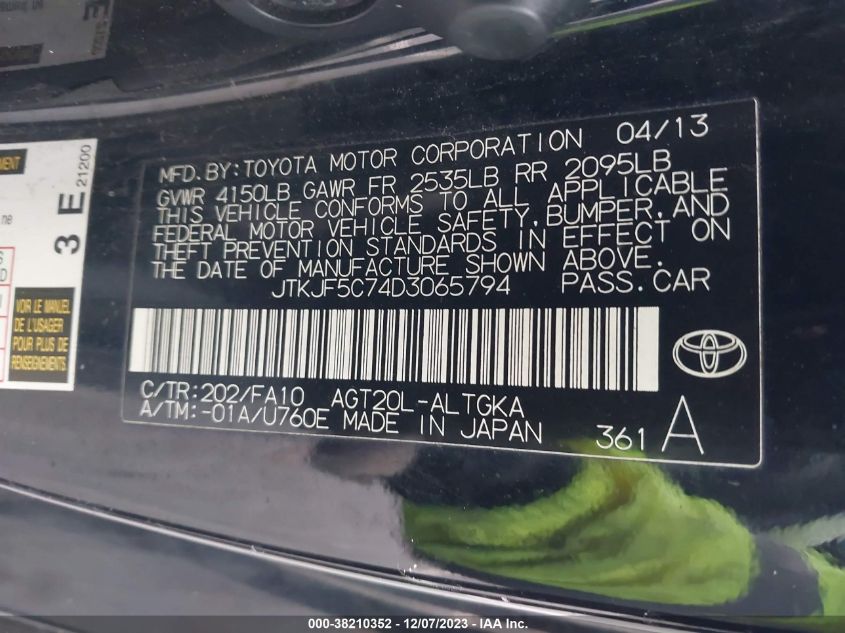 MFD. BY: TOYOTA MOTOR CORPORATION 04/13
GVWR 4150LB GAWR FR 2535LB RR 2095LB
THIS VEHICLE CONFORMS TO ALL APPLICABLE
FEDERAL MOTOR VEHICLE SAFETY, BUMPER, AND
THEFT PREVENTION STANDARDS IN EFFECT ON
THE DATE OF MANUFACTURE SHOWN ABOVE.
JTKJF5C74D3065794 PASS. CAR
C/TR: 202/FA10 AGT20L-ALTGKA
A/TM: -01A/U760E MADE IN JAPAN
361 A
3 E
21200
VOIR LE MANUEL
DE L'USAGER
POUR PLUS DE
RENSEIGNEMENTS
000-38210352 - 12/07/2023 - IAA Inc.